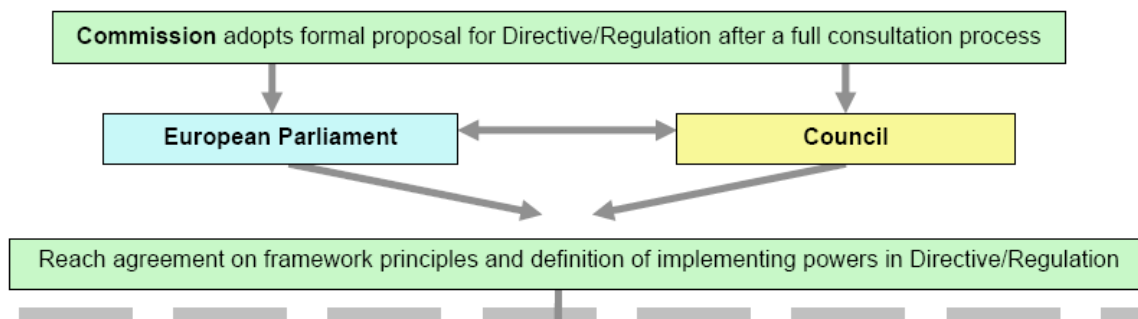 Commission adopts formal proposal for Directive/Regulation after a full consultation process
European Parliament
Council
Reach agreement on framework principles and definition of implementing powers in Directive/Regulation